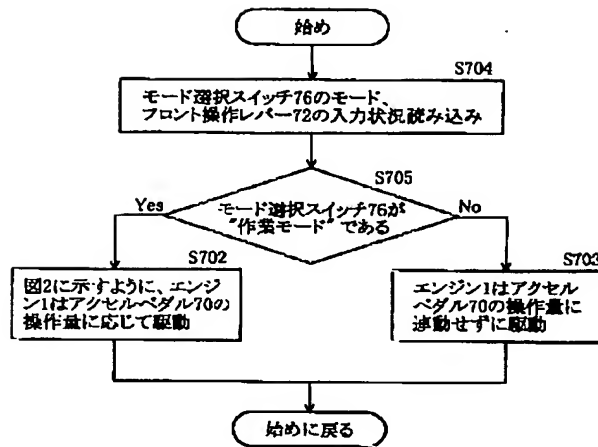 始め
S704
モード選択スイッチ76のモード、
フロント操作レバー72の入力状況読み込み
S705
モード選択スイッチ76が
"作業モード"である
Yes
No
S702
図2に示すように、エンジ
ン1はアクセルペダル70の
操作量に応じて駆動
S703
エンジン1はアクセル
ペダル70の操作量に
連動せずに駆動
始めに戻る